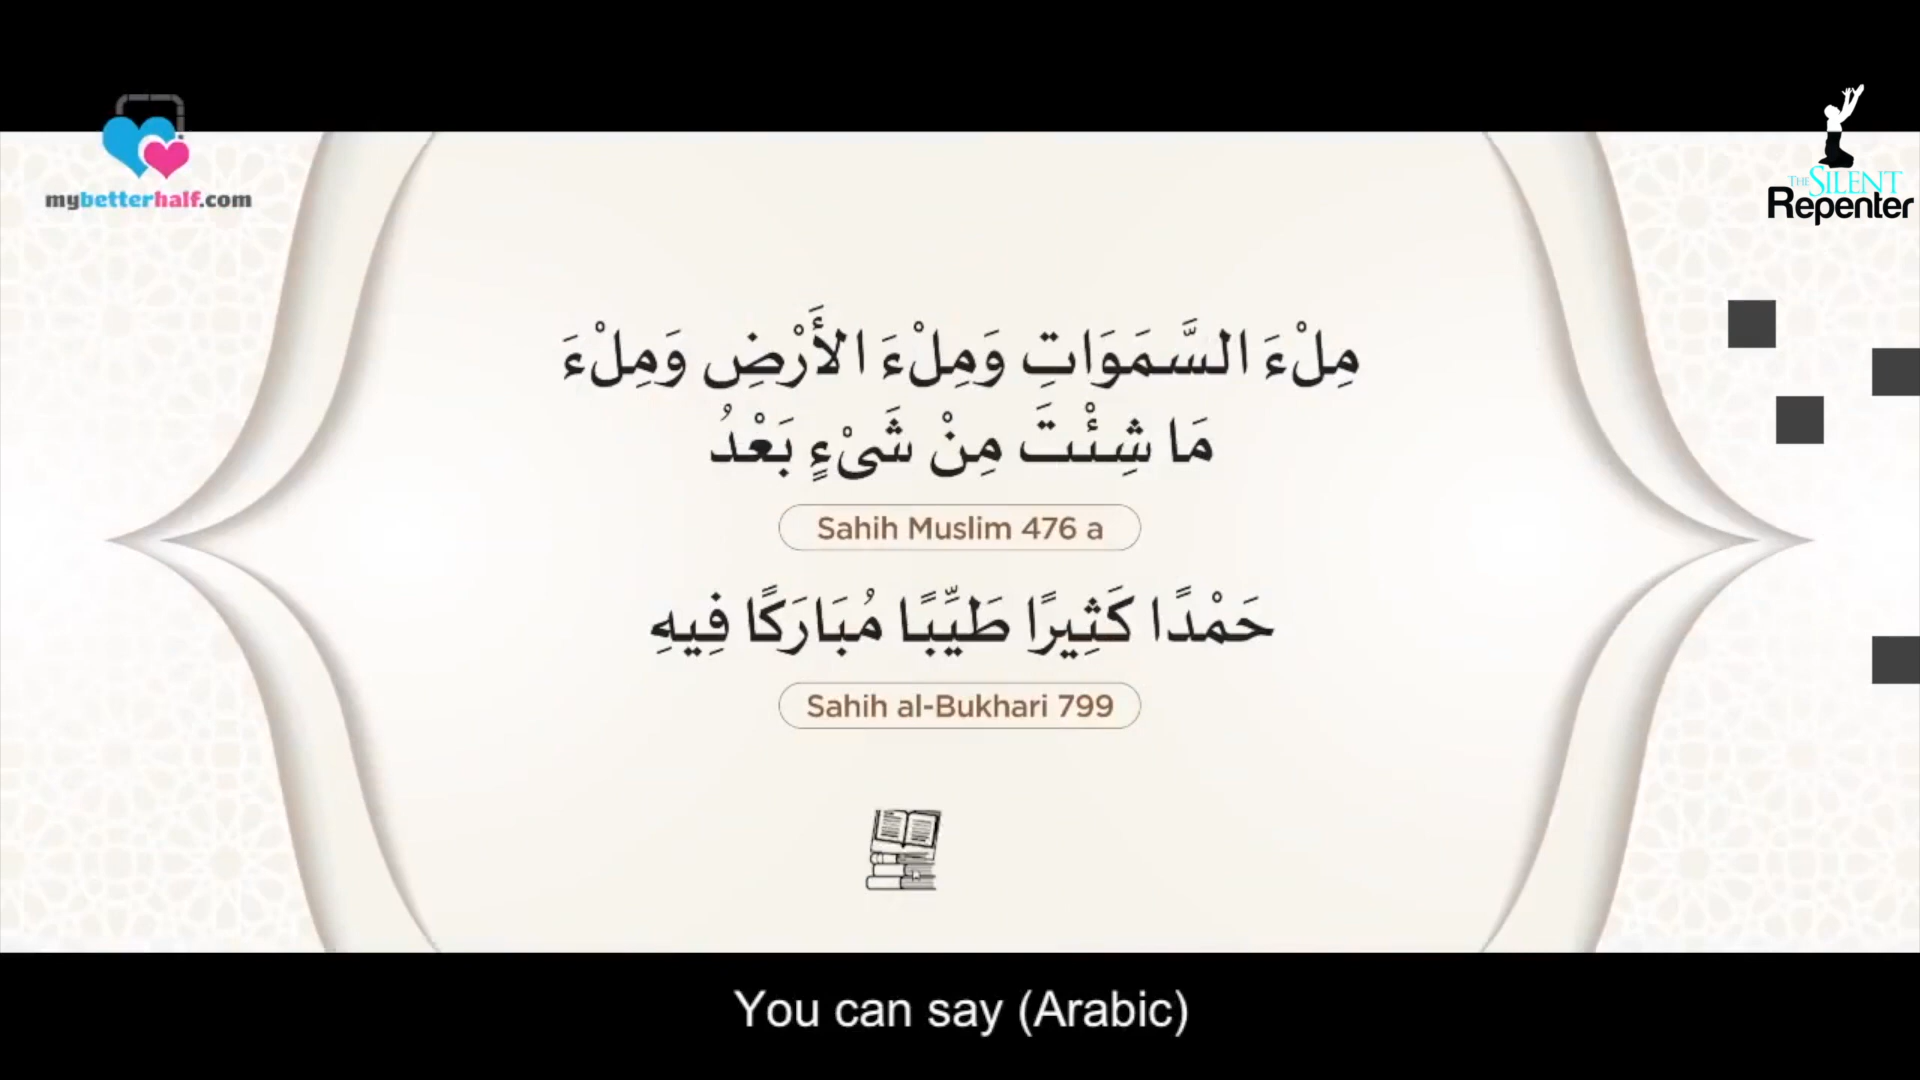 mybetterhalf.com
THE SILENT
Repenter
مِلْءَ السَّمَوَاتِ وَمِلْءَ الأَرْضِ وَمِلْءَ
مَا شِئْتَ مِنْ شَىْءٍ بَعْدُ
Sahih Muslim 476 a
حَمْدًا كَثِيرًا طَيِّبًا مُبَارَكًا فِيهِ
Sahih al-Bukhari 799
You can say (Arabic)